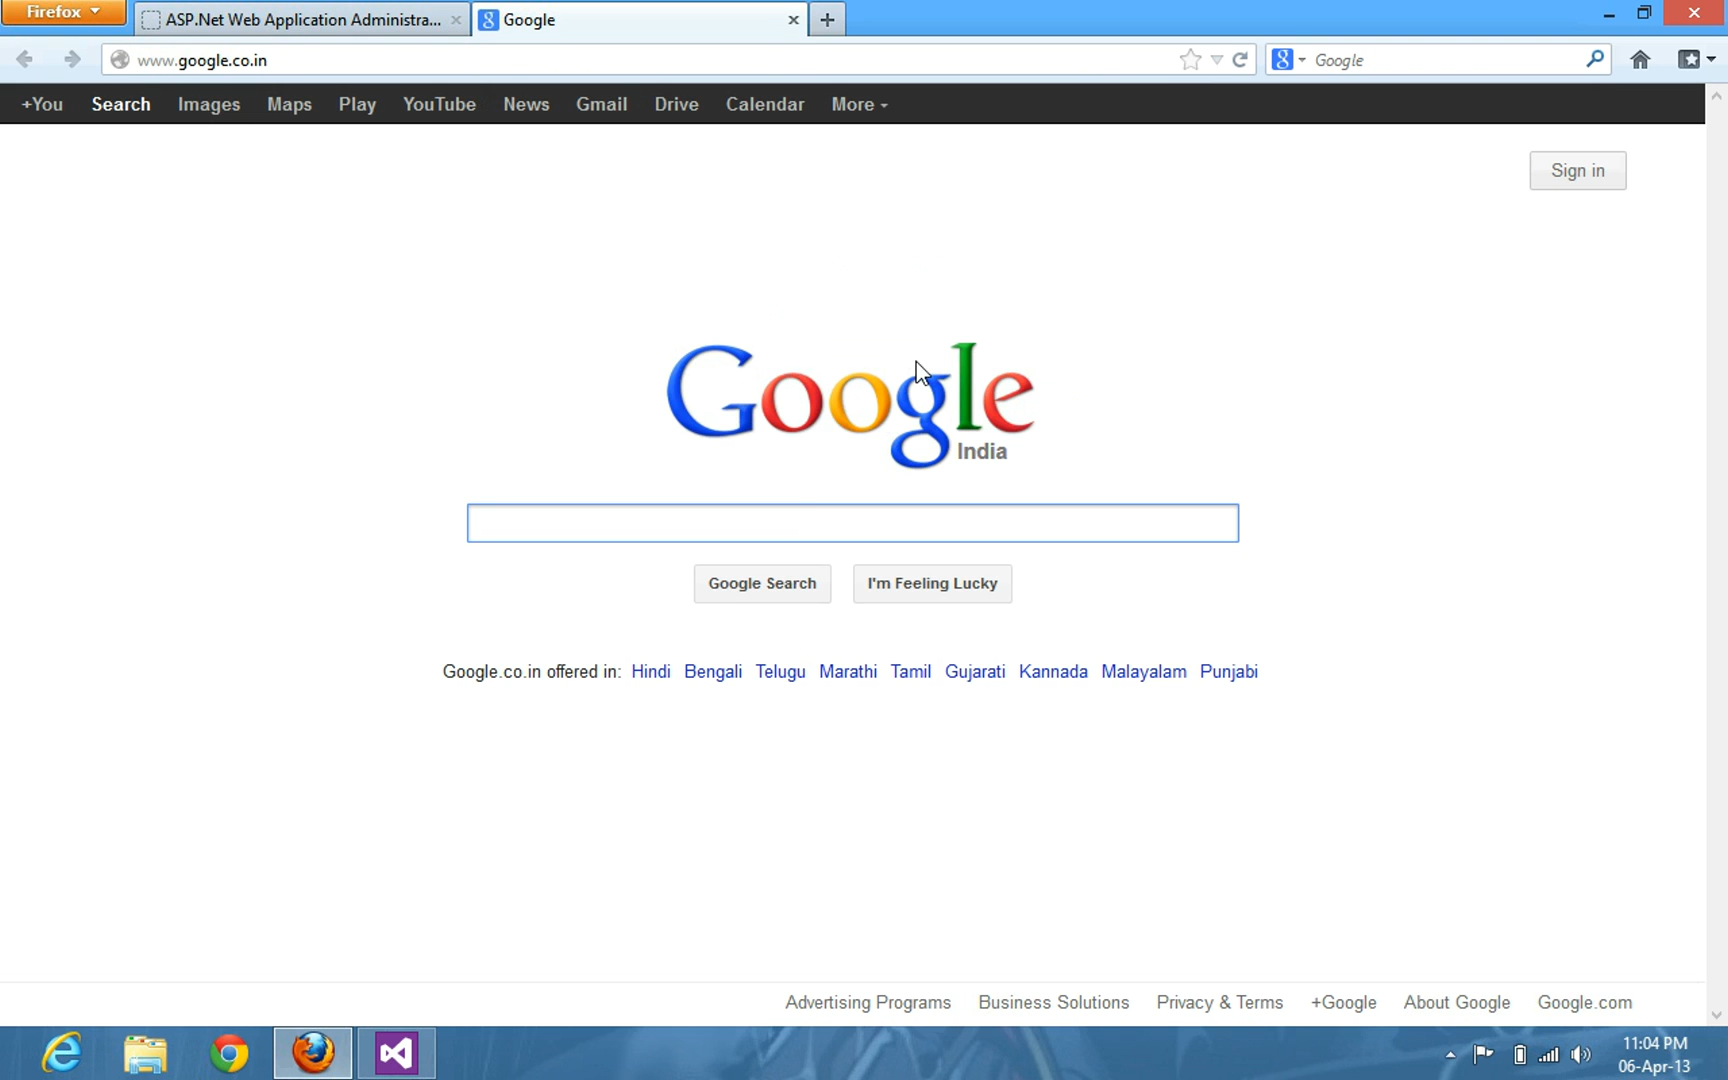 Firefox
ASP.Net Web Application Administra...
Google
www.google.co.in
Google
+You Search Images Maps Play YouTube News Gmail Drive Calendar More
Sign in
Google
India
Google Search
I'm Feeling Lucky
Google.co.in offered in: Hindi Bengali Telugu Marathi Tamil Gujarati Kannada Malayalam Punjabi
Advertising Programs Business Solutions Privacy & Terms +Google About Google Google.com
11:04 PM
06-Apr-13